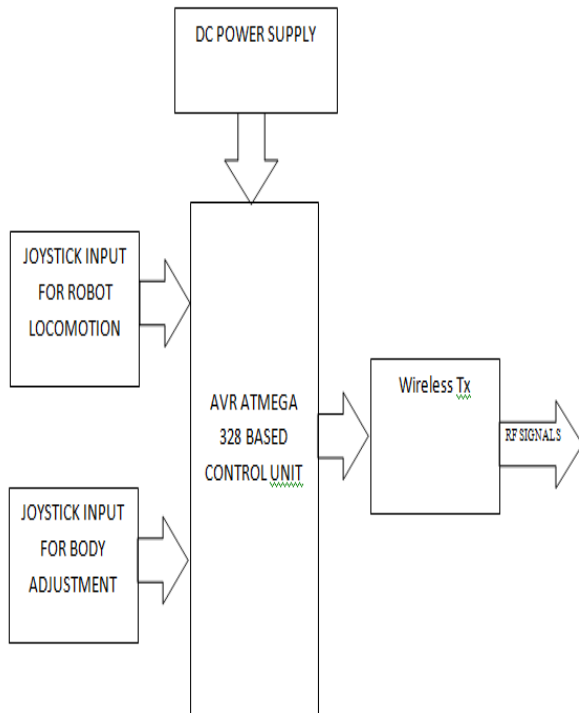 DC POWER SUPPLY
JOYSTICK INPUT
FOR ROBOT
LOCOMOTION
AVR ATMEGA
328 BASED
CONTROL UNIT
Wireless Tx
RF SIGNALS
JOYSTICK INPUT
FOR BODY
ADJUSTMENT